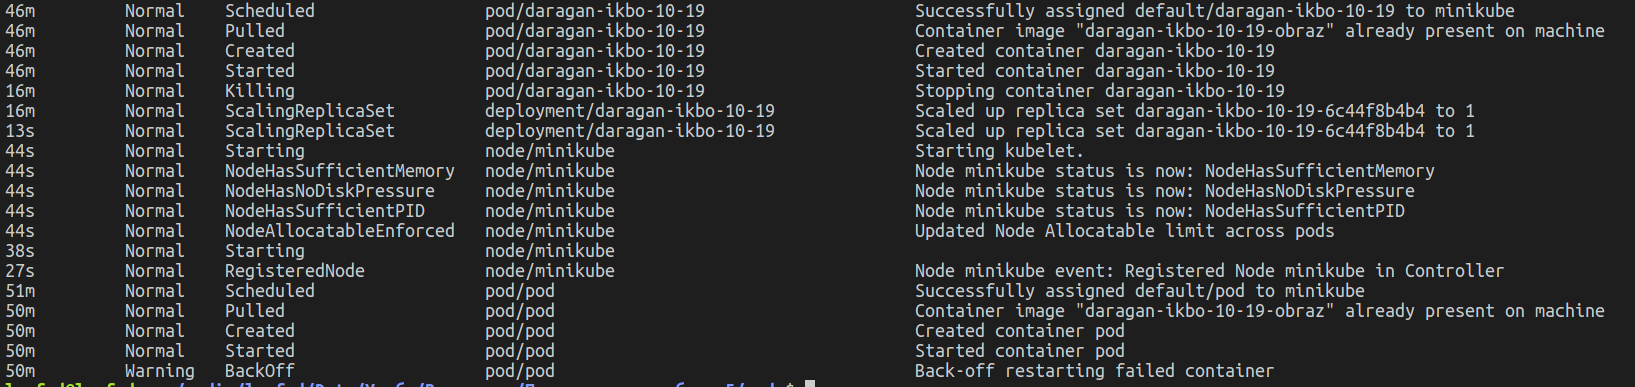 46m Normal Scheduled pod/daragan-ikbo-10-19 Successfully assigned default/daragan-ikbo-10-19 to minikube
46m Normal Pulled pod/daragan-ikbo-10-19 Container image "daragan-ikbo-10-19-obraz" already present on machine
46m Normal Created pod/daragan-ikbo-10-19 Created container daragan-ikbo-10-19
46m Normal Started pod/daragan-ikbo-10-19 Started container daragan-ikbo-10-19
16m Normal Killing pod/daragan-ikbo-10-19 Stopping container daragan-ikbo-10-19
16m Normal ScalingReplicaSet deployment/daragan-ikbo-10-19 Scaled up replica set daragan-ikbo-10-19-6c44f8b4b4 to 1
13s Normal ScalingReplicaSet deployment/daragan-ikbo-10-19 Scaled up replica set daragan-ikbo-10-19-6c44f8b4b4 to 1
44s Normal Starting node/minikube Starting kubelet.
44s Normal NodeHasSufficientMemory node/minikube Node minikube status is now: NodeHasSufficientMemory
44s Normal NodeHasNoDiskPressure node/minikube Node minikube status is now: NodeHasNoDiskPressure
44s Normal NodeHasSufficientPID node/minikube Node minikube status is now: NodeHasSufficientPID
44s Normal NodeAllocatableEnforced node/minikube Updated Node Allocatable limit across pods
38s Normal Starting node/minikube
27s Normal RegisteredNode node/minikube Node minikube event: Registered Node minikube in Controller
51m Normal Scheduled pod/pod Successfully assigned default/pod to minikube
50m Normal Pulled pod/pod Container image "daragan-ikbo-10-19-obraz" already present on machine
50m Normal Created pod/pod Created container pod
50m Normal Started pod/pod Started container pod
50m Warning BackOff pod/pod Back-off restarting failed container